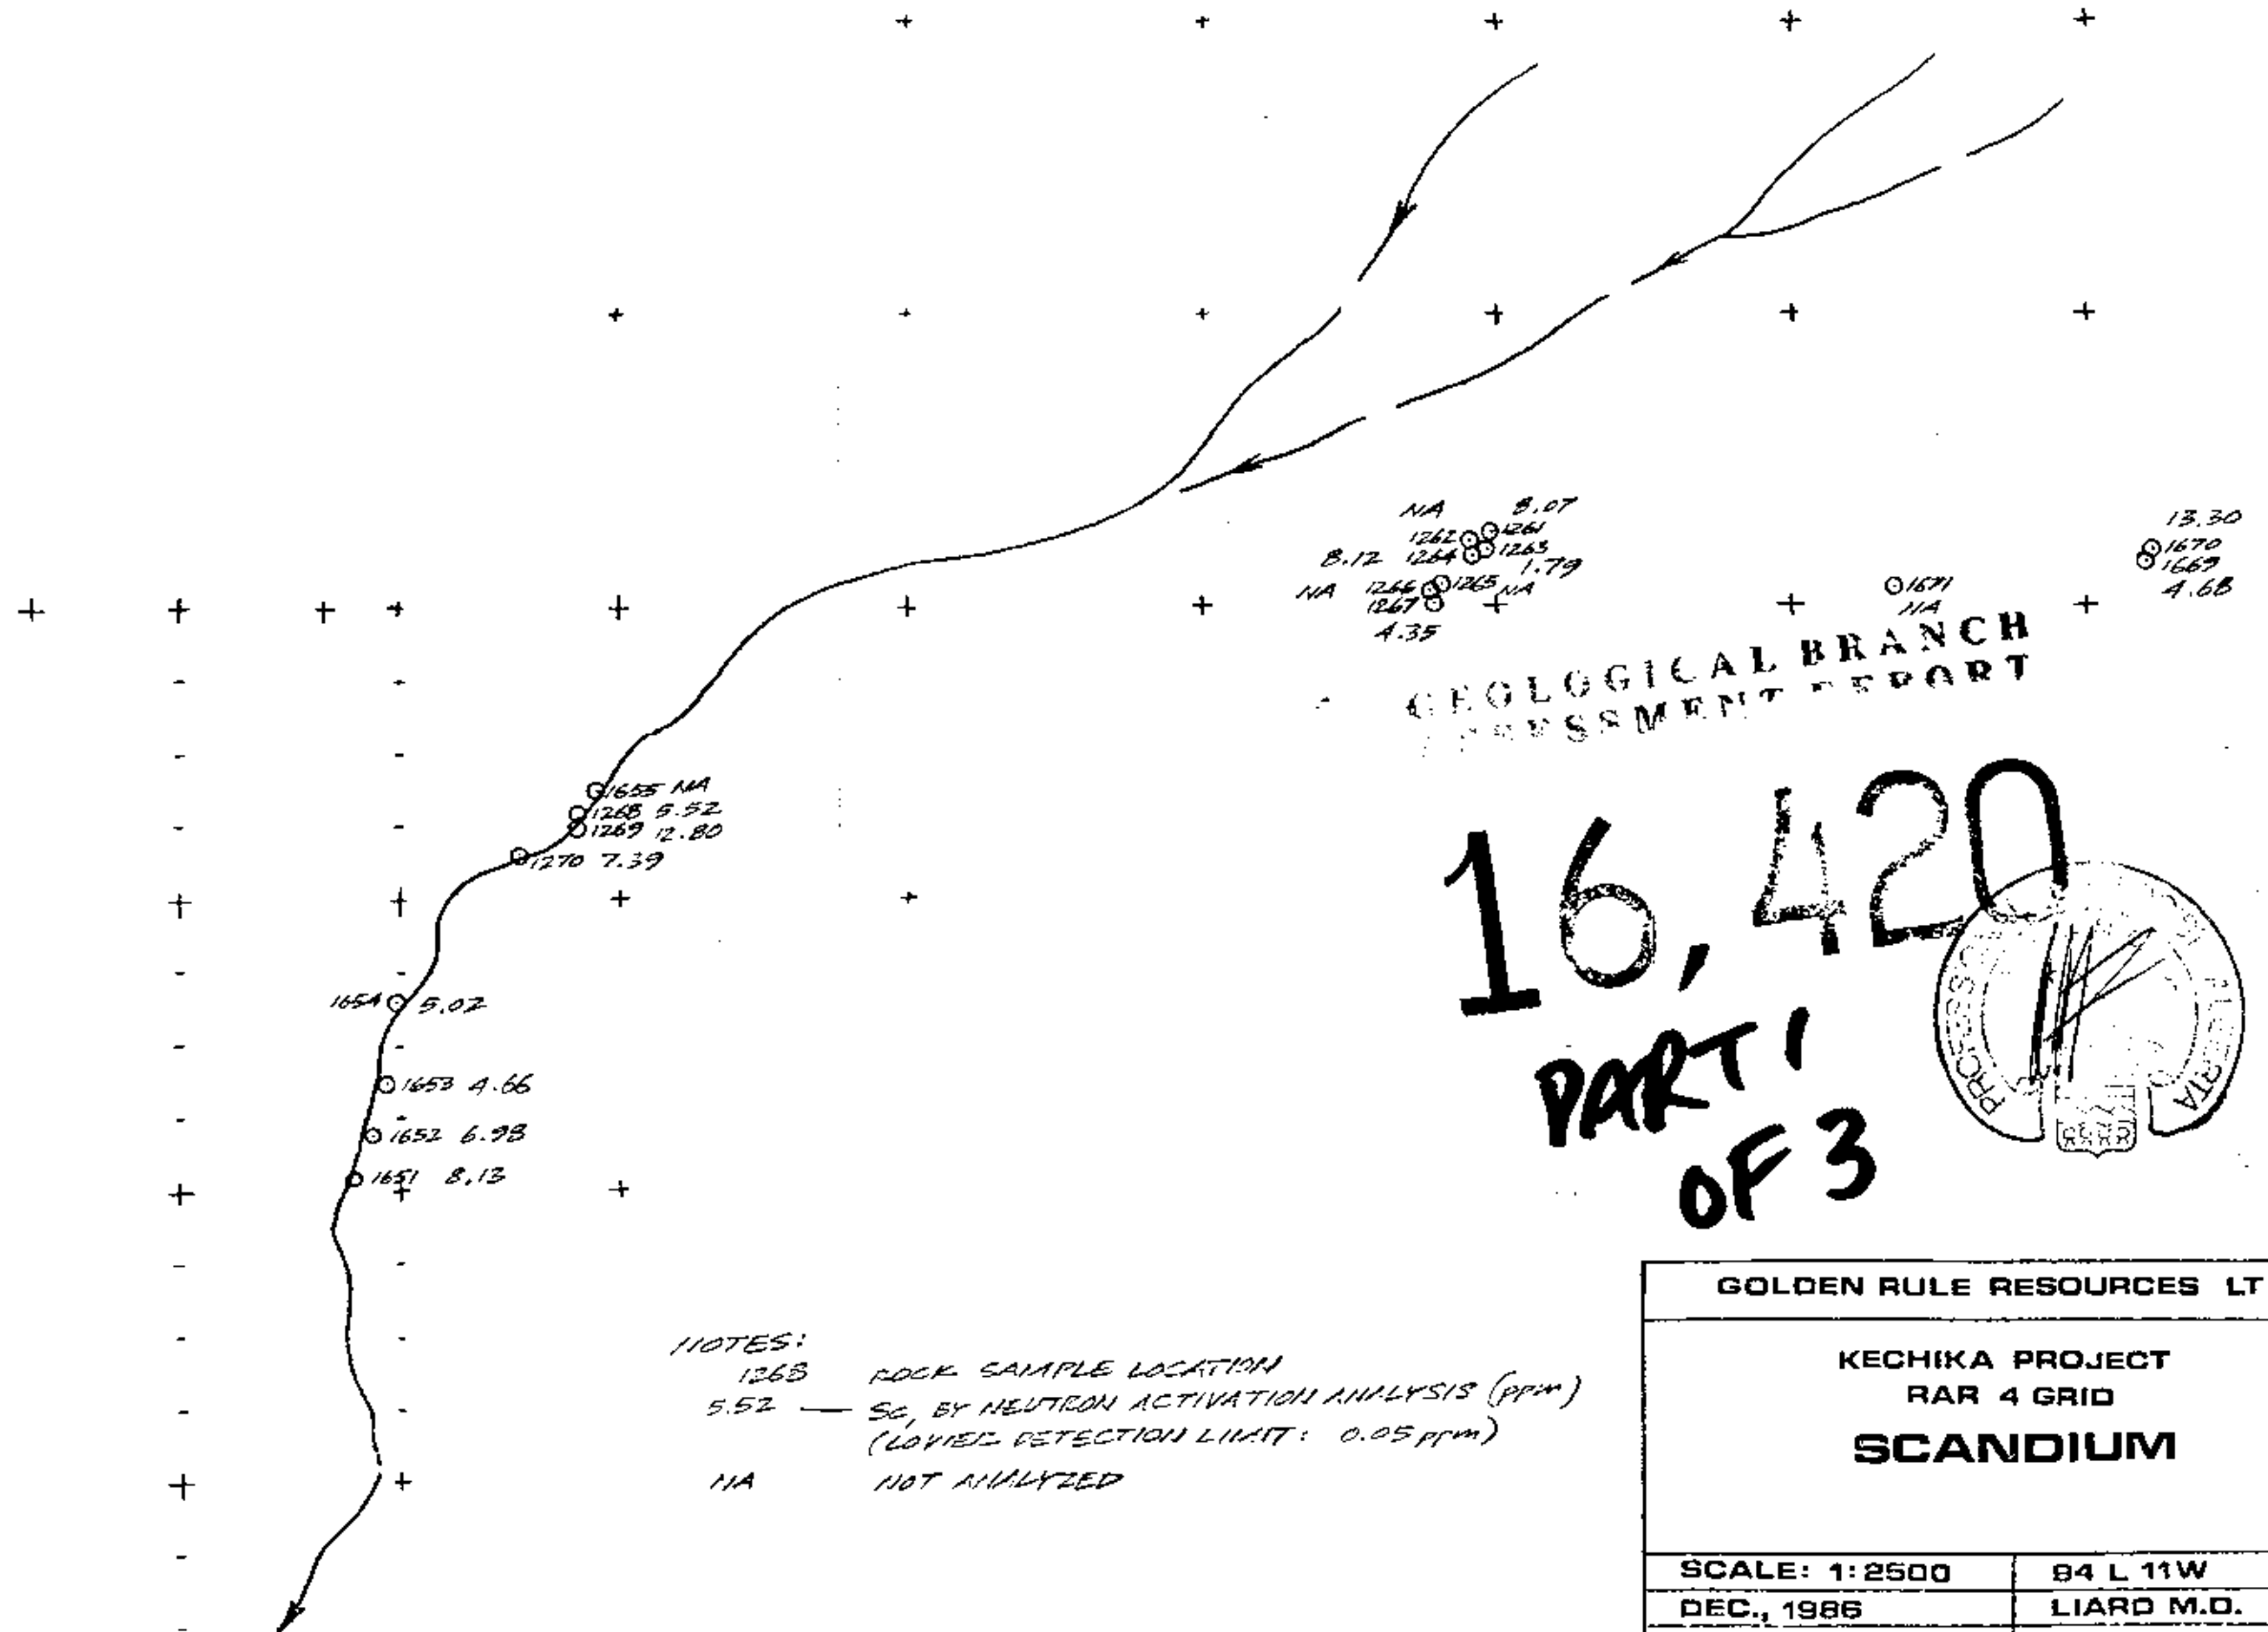 NA 8.07
1262 1261
8.12 1264 1263
1.79
NA 1266 1265 NA
1267
4.35
13.30
1670
1669
4.68
1671
NA
GEOLOGICAL BRANCH
ASSESSMENT REPORT
16,420
PART 1
OF 3
1655 NA
1268 5.52
1269 12.80
1270 7.39
1654 5.02
1653 4.66
1652 6.98
1651 8.13
NOTES:
1268 ROCK SAMPLE LOCATION
5.52 — Sc, BY NEUTRON ACTIVATION ANALYSIS (ppm)
(LOWER DETECTION LIMIT: 0.05 ppm)
NA NOT ANALYZED
GOLDEN RULE RESOURCES LT
KECHIKA PROJECT
RAR 4 GRID
SCANDIUM
SCALE: 1:2500 94 L 11W
DEC., 1986 LIARD M.D.